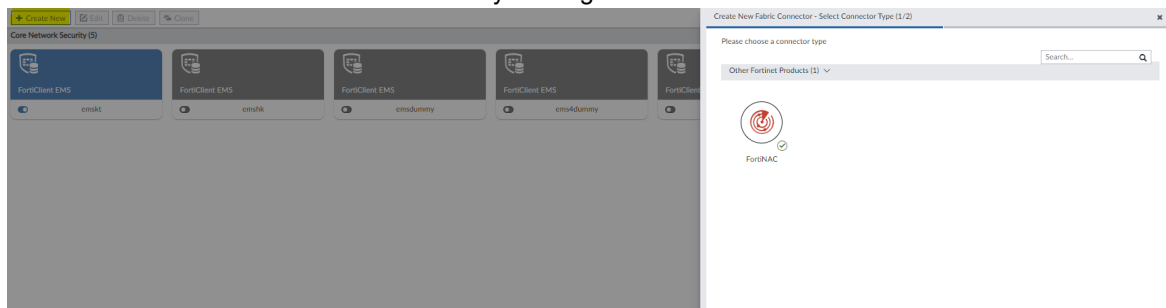 + Create New Edit Delete Clone
Core Network Security (5)
FortiClient EMS
emskt
FortiClient EMS
emshk
FortiClient EMS
emsdummy
FortiClient EMS
ems4dummy
FortiClient
Create New Fabric Connector - Select Connector Type (1/2)
Please choose a connector type
Search...
Other Fortinet Products (1)
FortiNAC